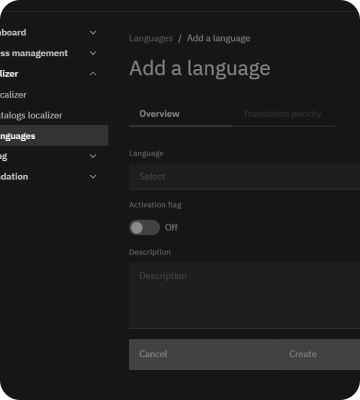 board
ss management
lizer
calizer
talogs localizer
nguages
g
dation
Languages / Add a language
Add a language
Overview
Translation priority
Language
Select
Activation flag
Off
Description
Description
Cancel
Create